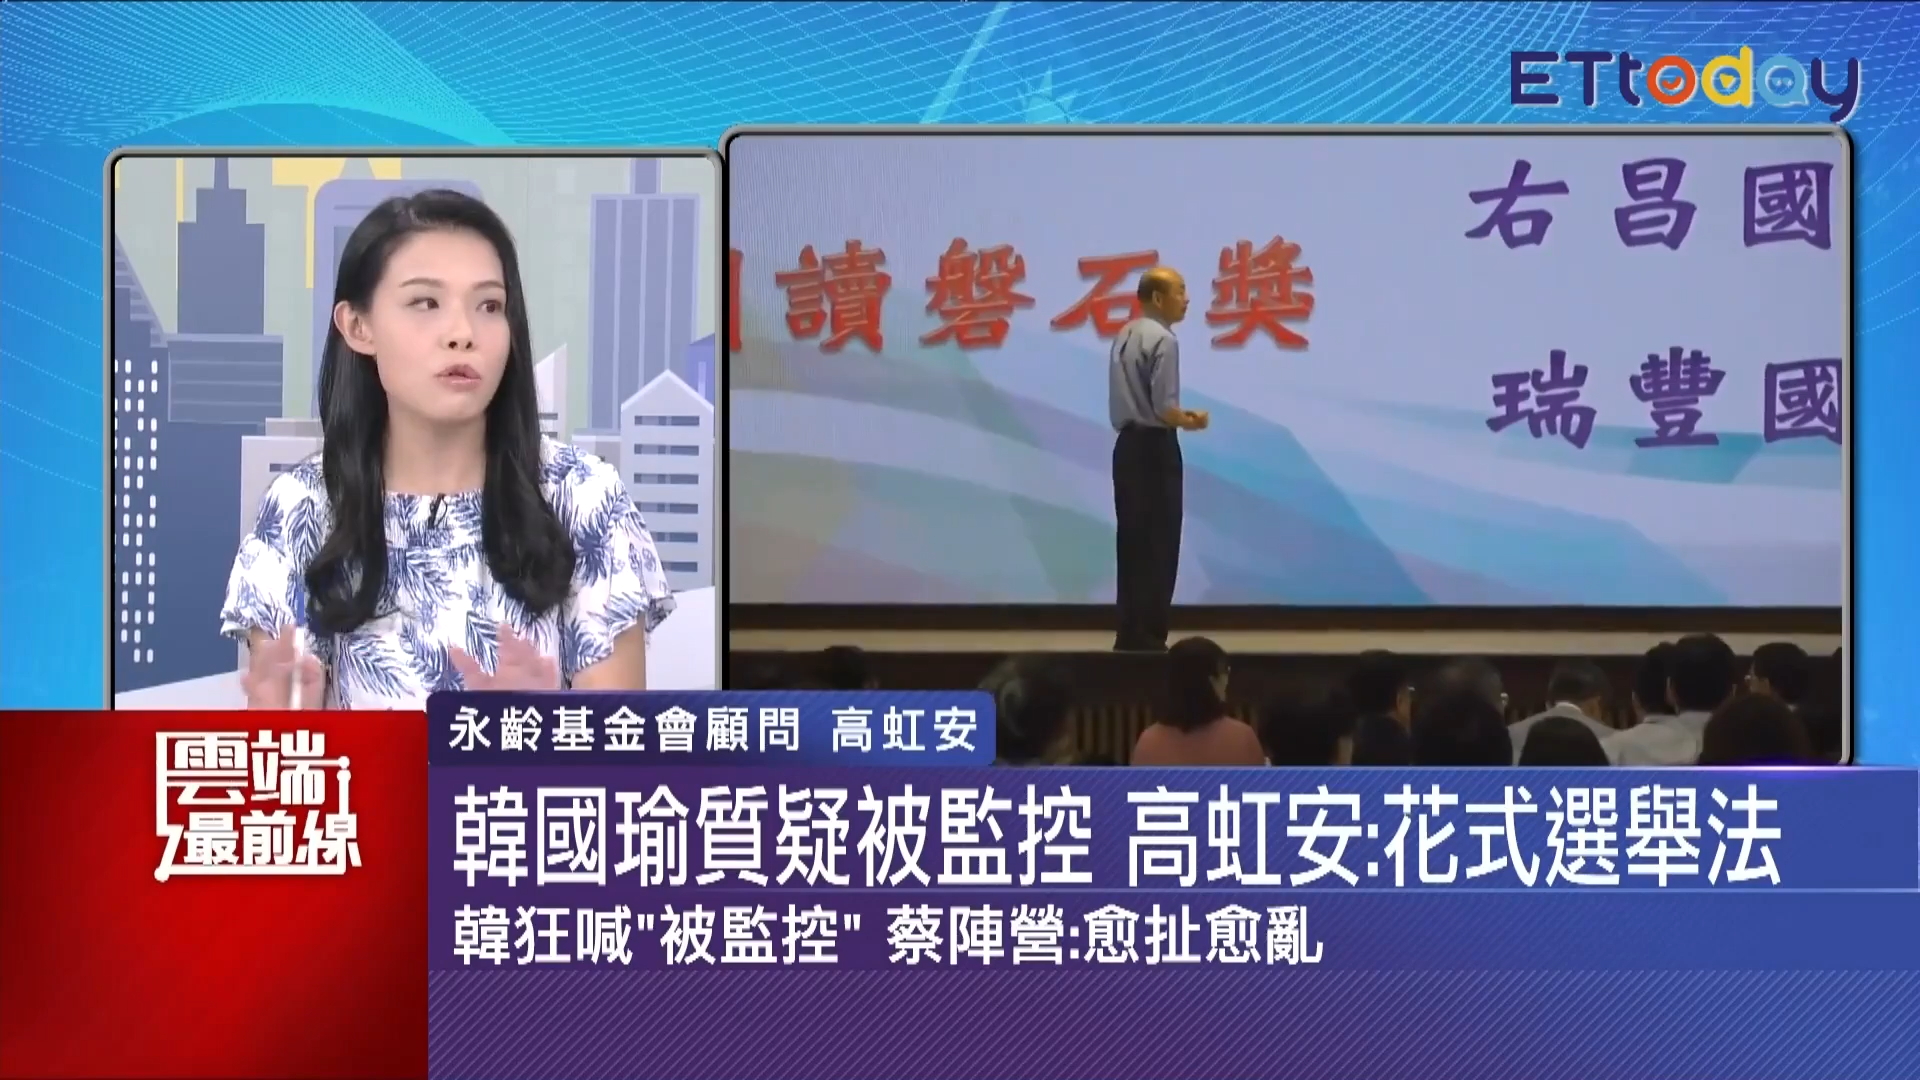 ETtoday
讀磐石獎
右昌國
瑞豐國
永齡基金會顧問 高虹安
雲端
最前線
韓國瑜質疑被監控 高虹安:花式選舉法
韓狂喊"被監控" 蔡陣營:愈扯愈亂